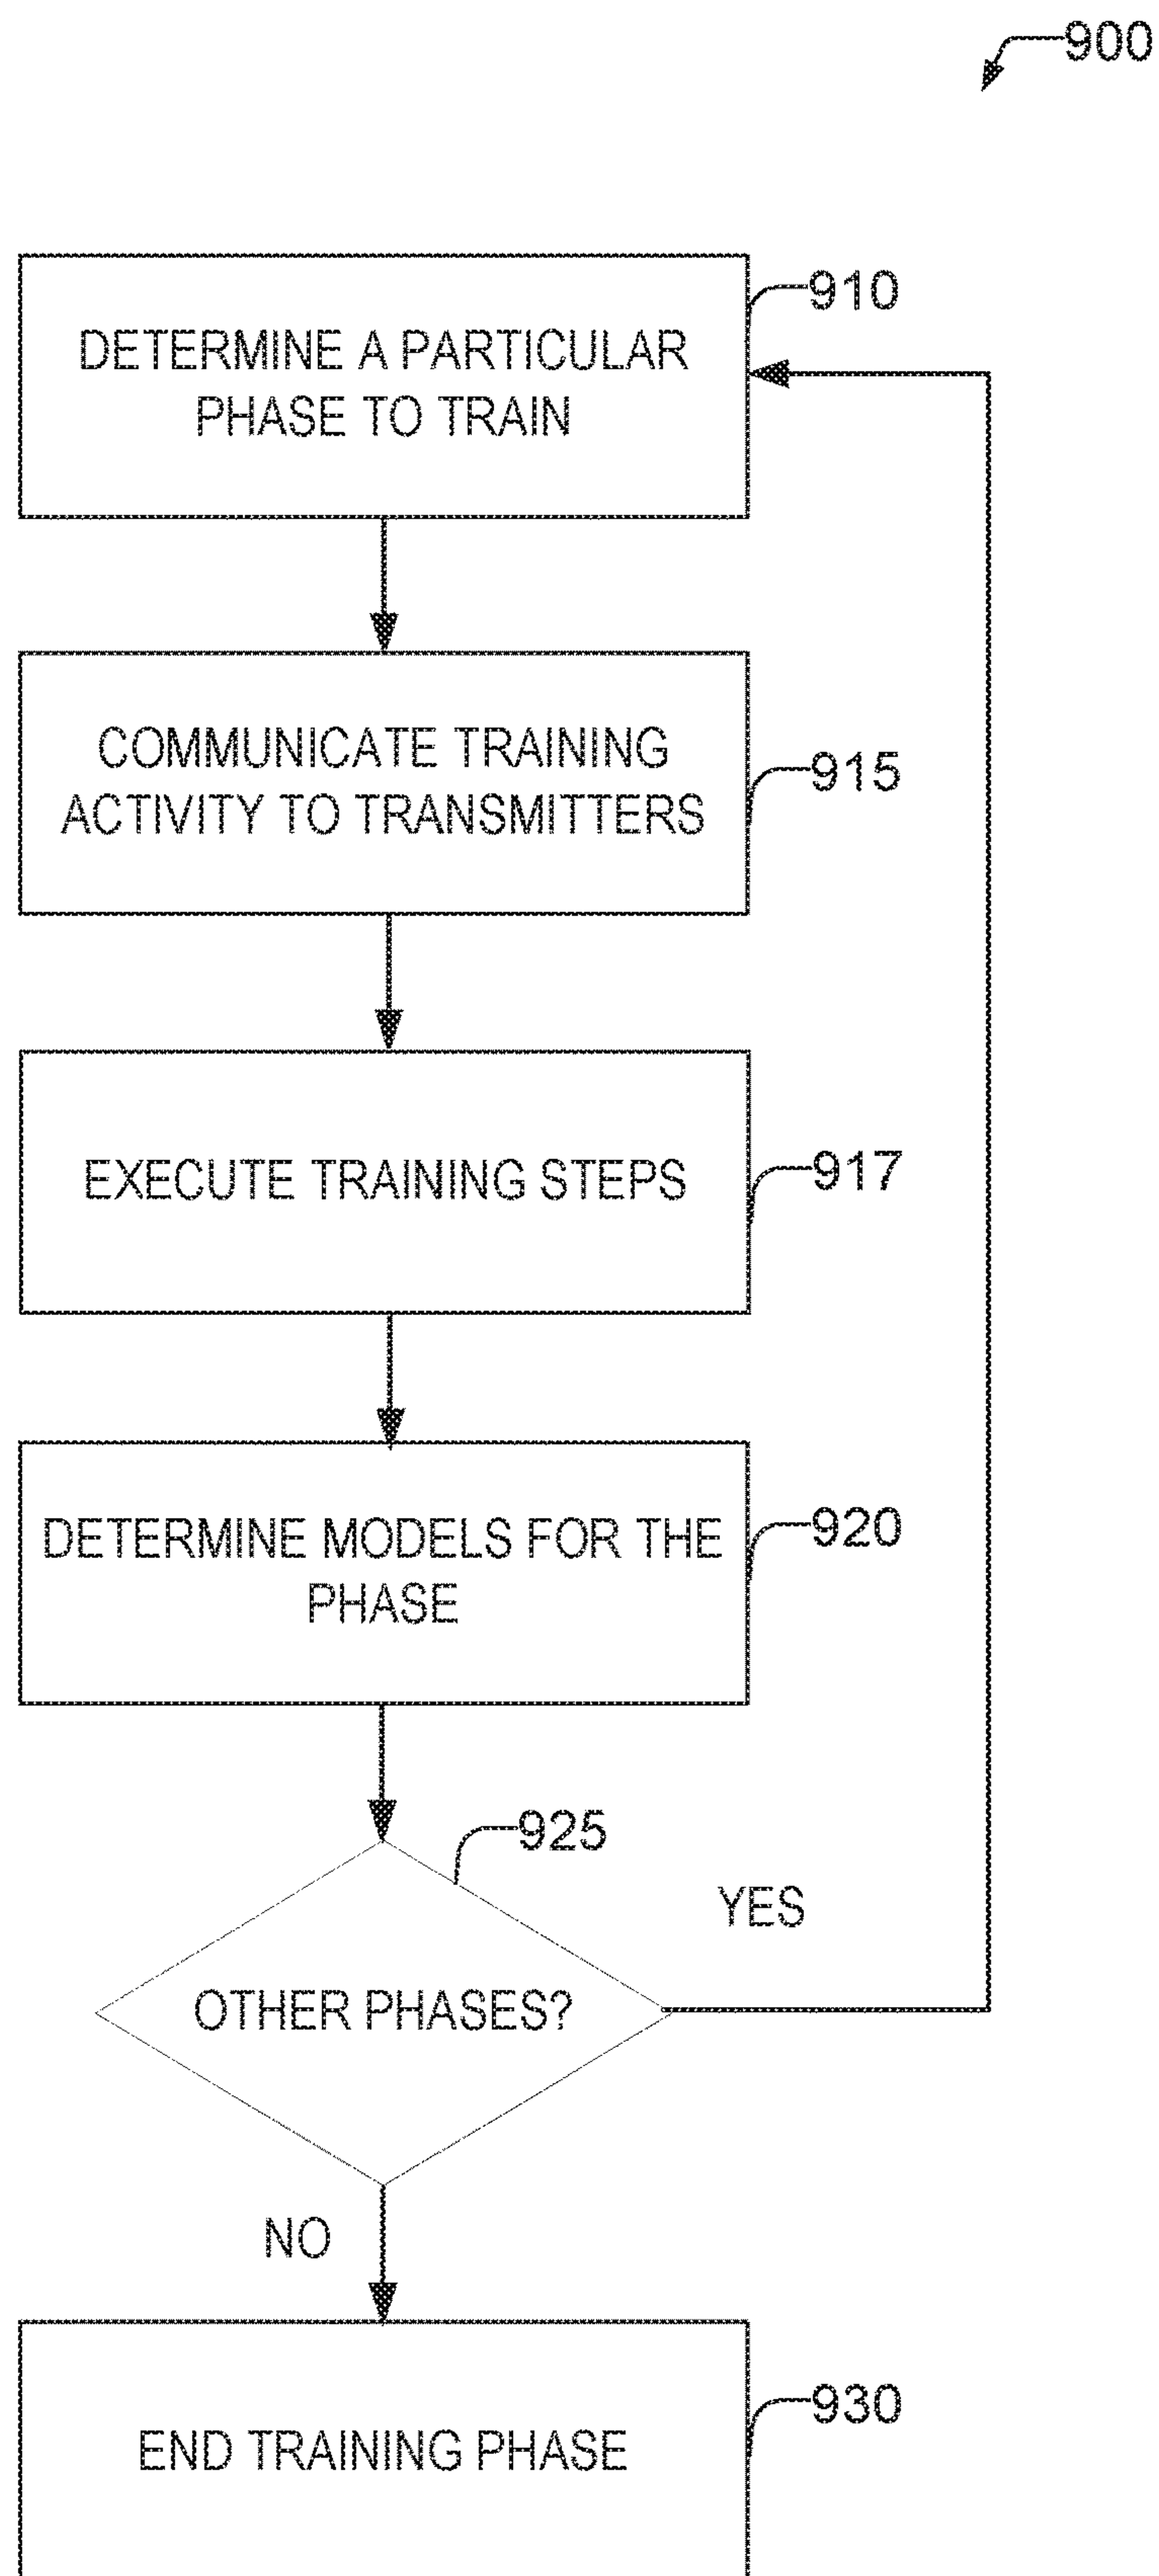 900
DETERMINE A PARTICULAR
PHASE TO TRAIN
910
COMMUNICATE TRAINING
ACTIVITY TO TRANSMITTERS
915
EXECUTE TRAINING STEPS
917
DETERMINE MODELS FOR THE
PHASE
920
925
YES
OTHER PHASES?
NO
END TRAINING PHASE
930